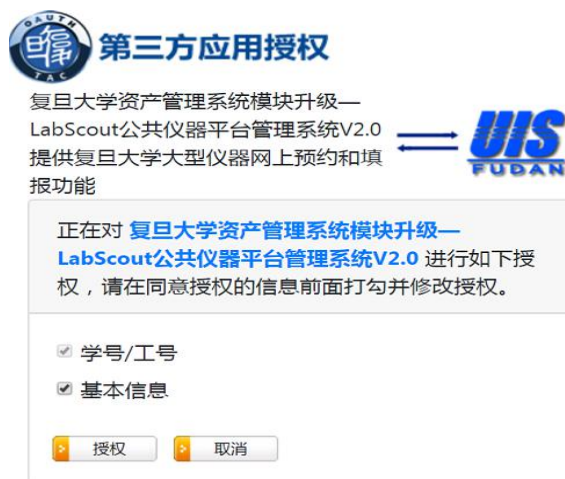 OAUTH
TAC
第三方应用授权
复旦大学资产管理系统模块升级—
LabScout公共仪器平台管理系统V2.0
提供复旦大学大型仪器网上预约和填
报功能
UIS
FUDAN
正在对 复旦大学资产管理系统模块升级—
LabScout公共仪器平台管理系统V2.0 进行如下授
权，请在同意授权的信息前面打勾并修改授权。
学号/工号
基本信息
授权 取消